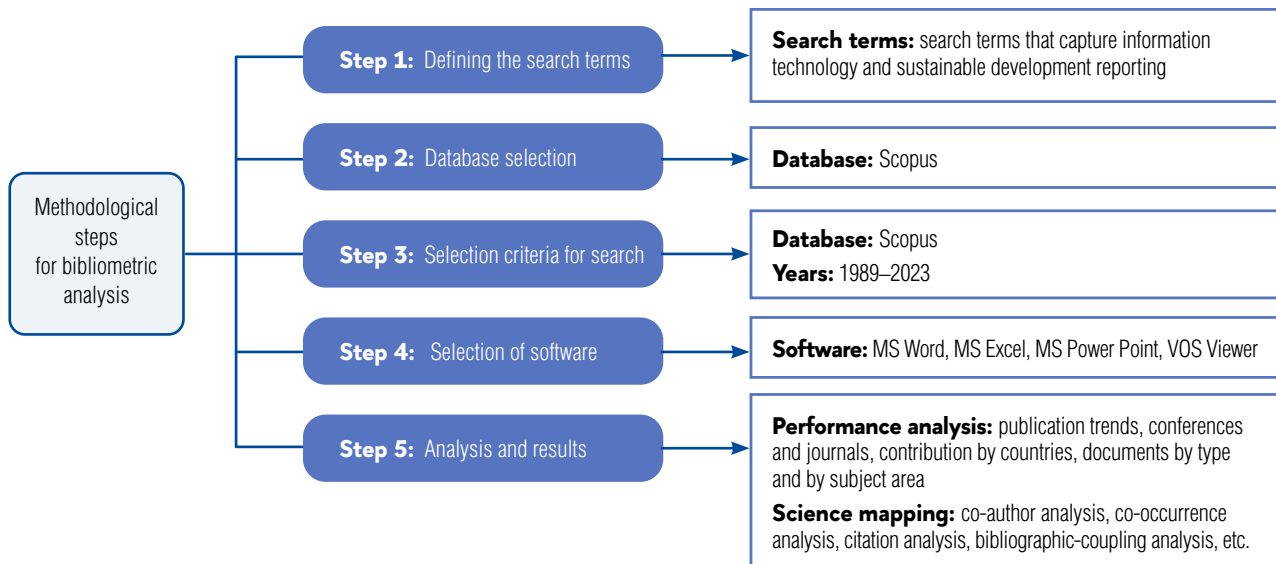 Methodological
steps
for bibliometric
analysis
Step 1: Defining the search terms
Search terms: search terms that capture information
technology and sustainable development reporting
Step 2: Database selection
Database: Scopus
Step 3: Selection criteria for search
Database: Scopus
Years: 1989–2023
Step 4: Selection of software
Software: MS Word, MS Excel, MS Power Point, VOS Viewer
Step 5: Analysis and results
Performance analysis: publication trends, conferences
and journals, contribution by countries, documents by type
and by subject area
Science mapping: co-author analysis, co-occurrence
analysis, citation analysis, bibliographic-coupling analysis, etc.